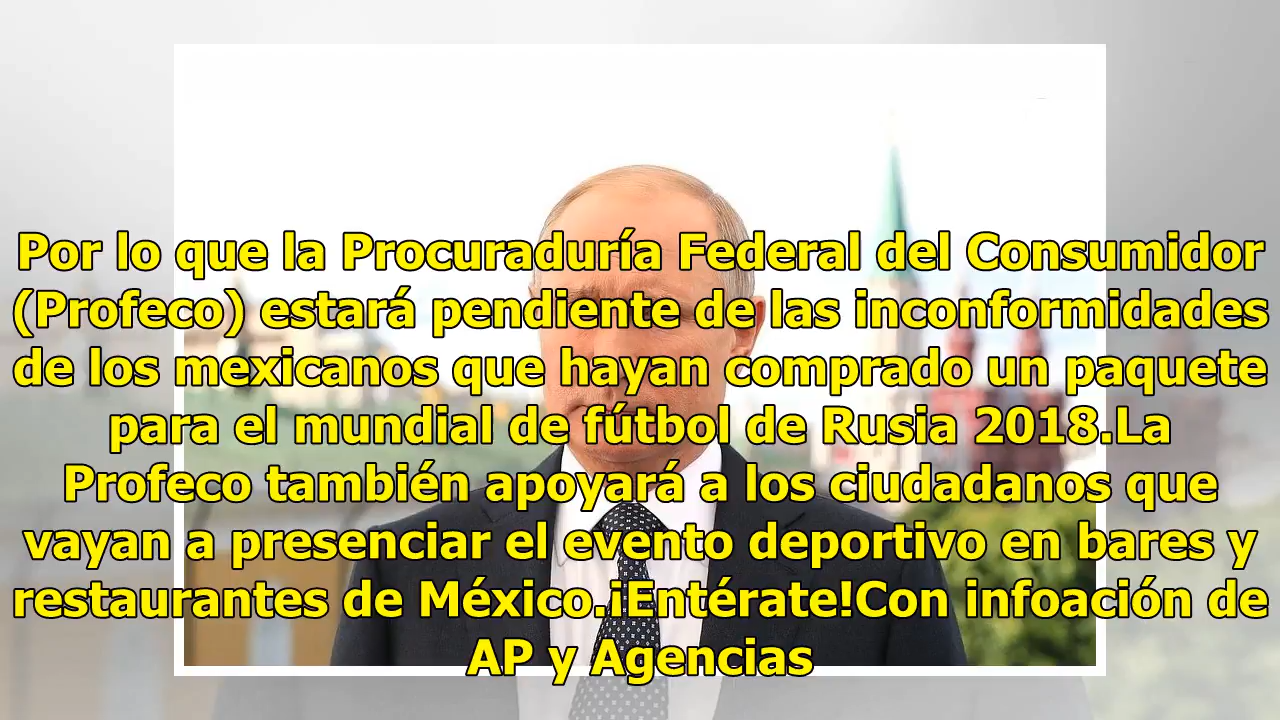 Por lo que la Procuraduría Federal del Consumidor
(Profeco) estará pendiente de las inconformidades
de los mexicanos que hayan comprado un paquete
para el mundial de fútbol de Rusia 2018.La
Profeco también apoyará a los ciudadanos que
vayan a presenciar el evento deportivo en bares y
restaurantes de México.¡Entérate!Con infoación de
AP y Agencias